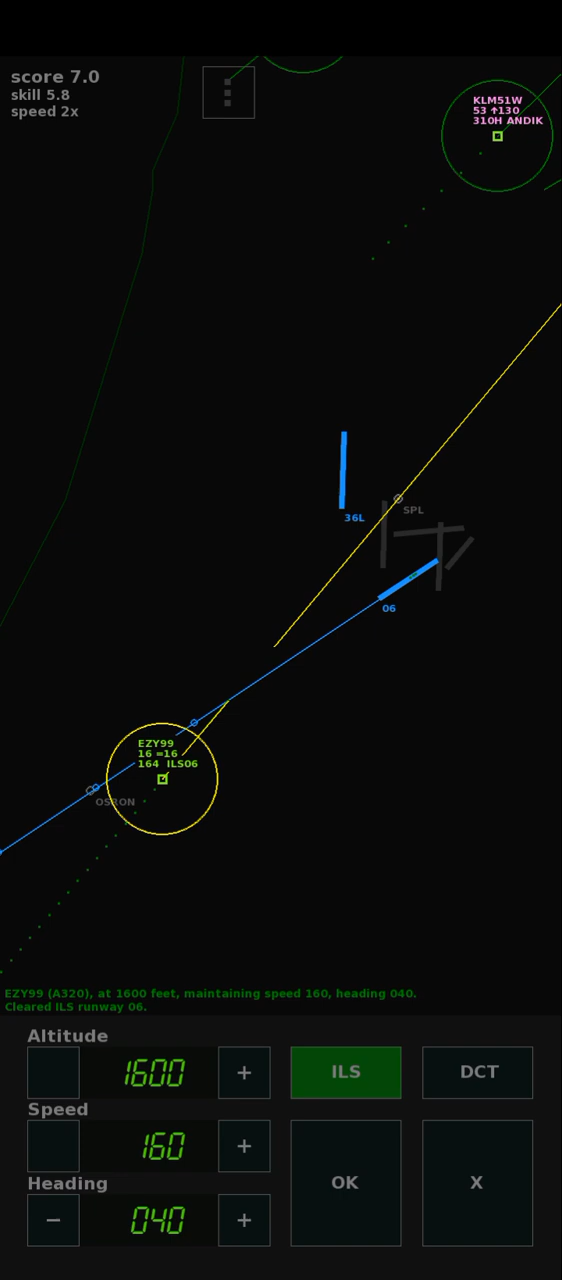 score 7.0
skill 5.8
speed 2x
KLM51W
53 ↑130
310H ANDIK
SPL
36L
06
EZY99
16 =16
164 ILS06
OSRON
EZY99 (A320), at 1600 feet, maintaining speed 160, heading 040.
Cleared ILS runway 06.
Altitude
1600 + ILS DCT
Speed
160 + OK X
Heading
− 040 +